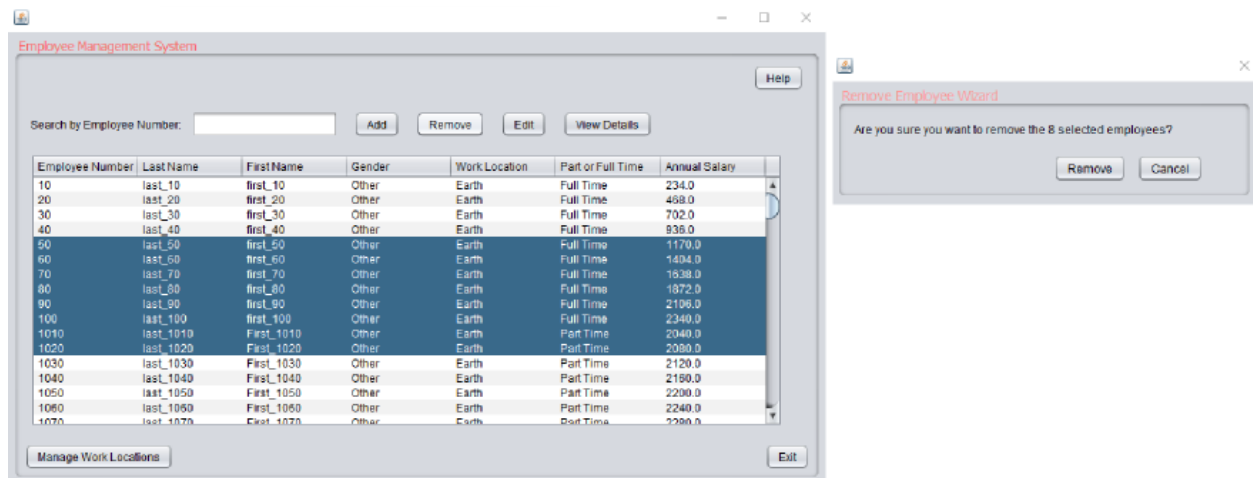 Employee Management System
Help
Search by Employee Number: Add Remove Edit View Details
Employee Number Last Name First Name Gender Work Location Part or Full Time Annual Salary
10 last_10 first_10 Other Earth Full Time 234.0
20 last_20 first_20 Other Earth Full Time 468.0
30 last_30 first_30 Other Earth Full Time 702.0
40 last_40 first_40 Other Earth Full Time 936.0
50 last_50 first_50 Other Earth Full Time 1170.0
60 last_60 first_60 Other Earth Full Time 1404.0
70 last_70 first_70 Other Earth Full Time 1638.0
80 last_80 first_80 Other Earth Full Time 1872.0
90 last_90 first_90 Other Earth Full Time 2106.0
100 last_100 first_100 Other Earth Full Time 2340.0
1010 last_1010 First_1010 Other Earth Part Time 2040.0
1020 last_1020 First_1020 Other Earth Part Time 2080.0
1030 last_1030 First_1030 Other Earth Part Time 2120.0
1040 last_1040 First_1040 Other Earth Part Time 2160.0
1050 last_1050 First_1050 Other Earth Part Time 2200.0
1060 last_1060 First_1060 Other Earth Part Time 2240.0
1070 last_1070 First_1070 Other Earth Part Time 2280.0
Manage Work Locations Exit
Remove Employee Wizard
Are you sure you want to remove the 8 selected employees?
Remove Cancel